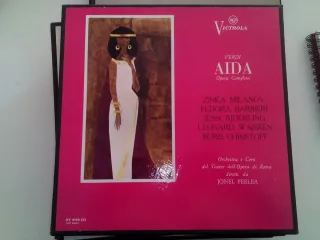 RCA
VICTROLA
VERDI
AIDA
Opera Completa
ZINKA MILANOV
FEDORA BARBIERI
JUSSI BJOERLING
LEONARD WARREN
BORIS CHRISTOFF
Orchestra e Coro
del Teatro dell'Opera di Roma
diretti da
JONEL PERLEA